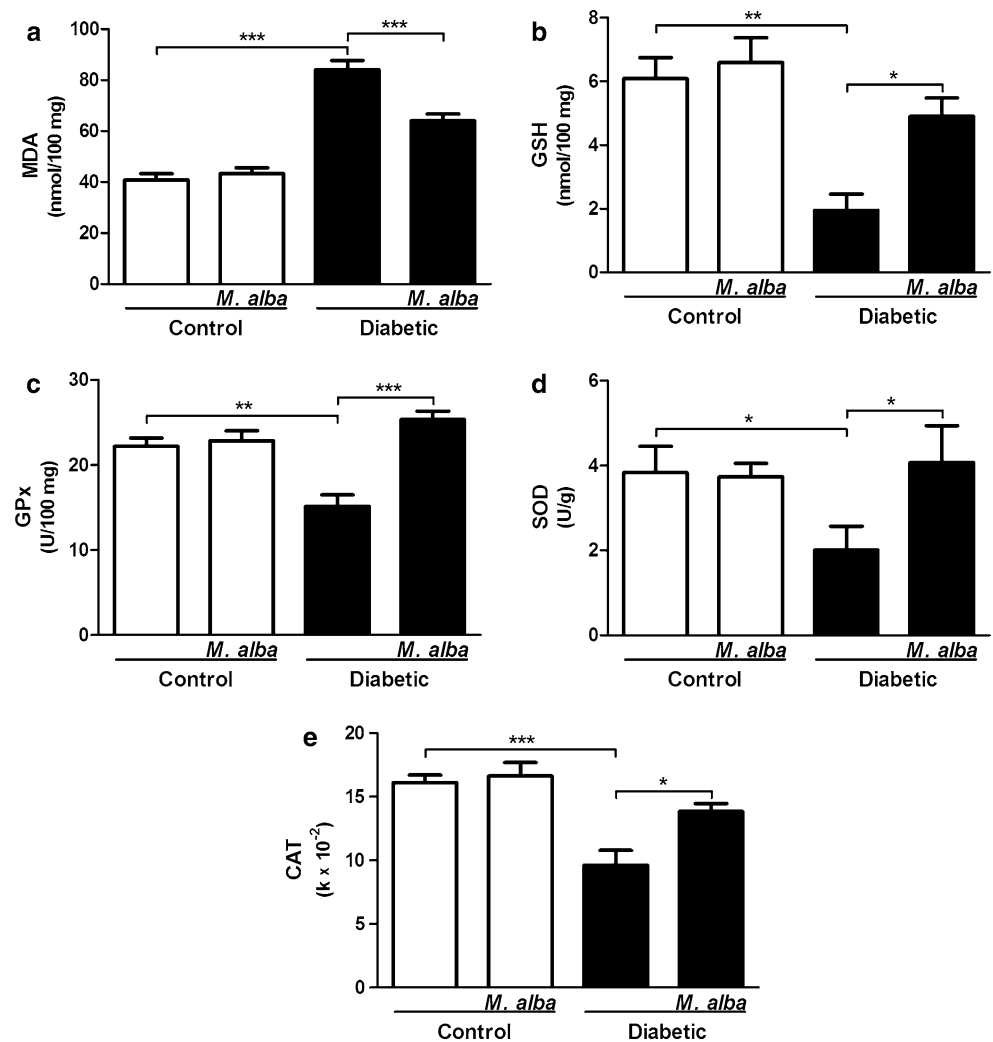 a
MDA
(nmol/100 mg)
100
80
60
40
20
0
***
***
M. alba
M. alba
Control
Diabetic
b
GSH
(nmol/100 mg)
8
6
4
2
0
**
*
M. alba
M. alba
Control
Diabetic
c
GPx
(U/100 mg)
30
20
10
0
**
***
M. alba
M. alba
Control
Diabetic
d
SOD
(U/g)
6
4
2
0
*
*
M. alba
M. alba
Control
Diabetic
e
CAT
(k x 10⁻²)
20
15
10
5
0
***
*
M. alba
M. alba
Control
Diabetic